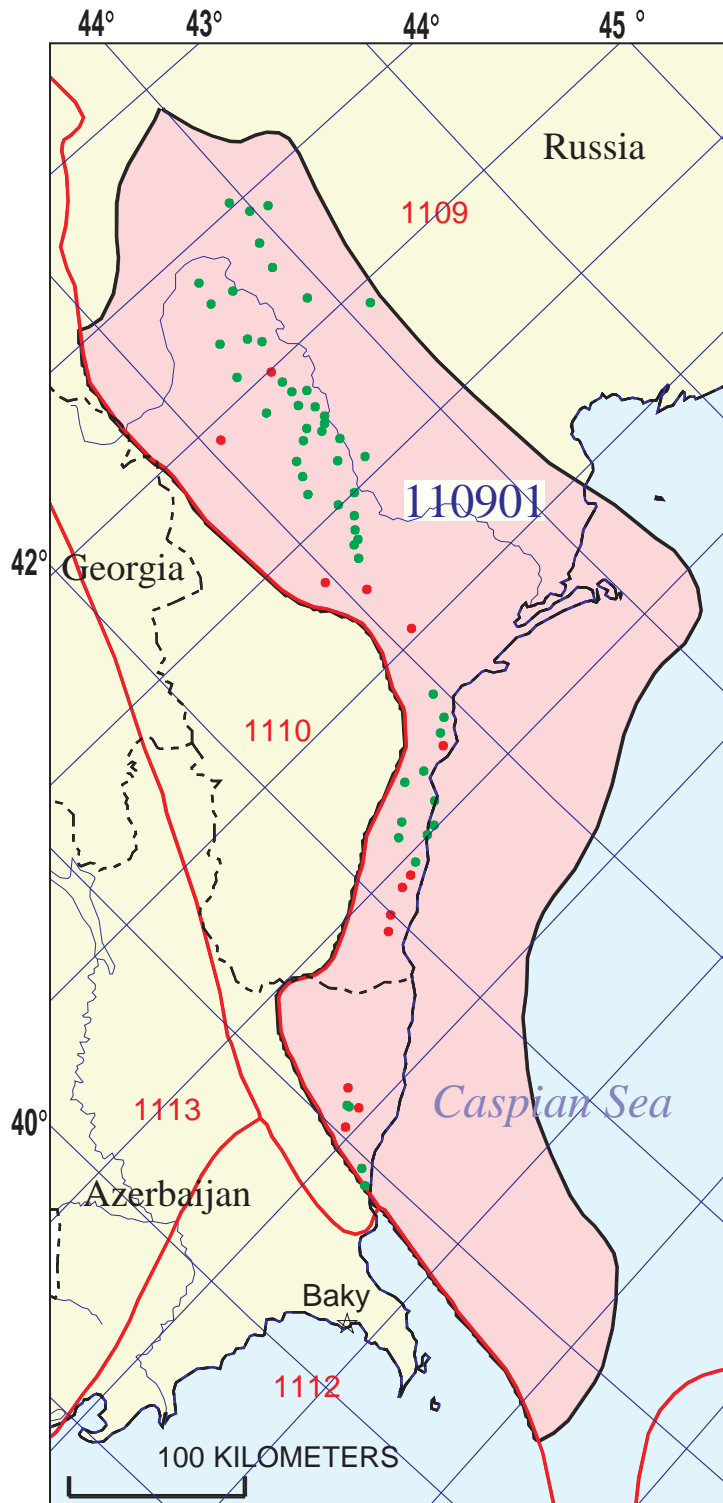 44° 43° 44° 45°
Russia
1109
110901
42°
Georgia
1110
Caspian Sea
40°
1113
Azerbaijan
Baky
1112
100 KILOMETERS